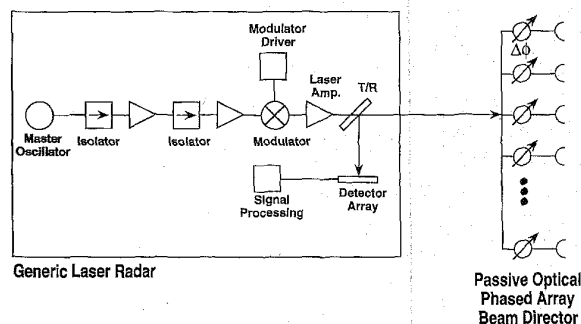 Modulator
Driver
Laser
Amp.
T/R
Δϕ
Master
Oscillator
Isolator
Isolator
Modulator
Signal
Processing
Detector
Array
Generic Laser Radar
Passive Optical
Phased Array
Beam Director